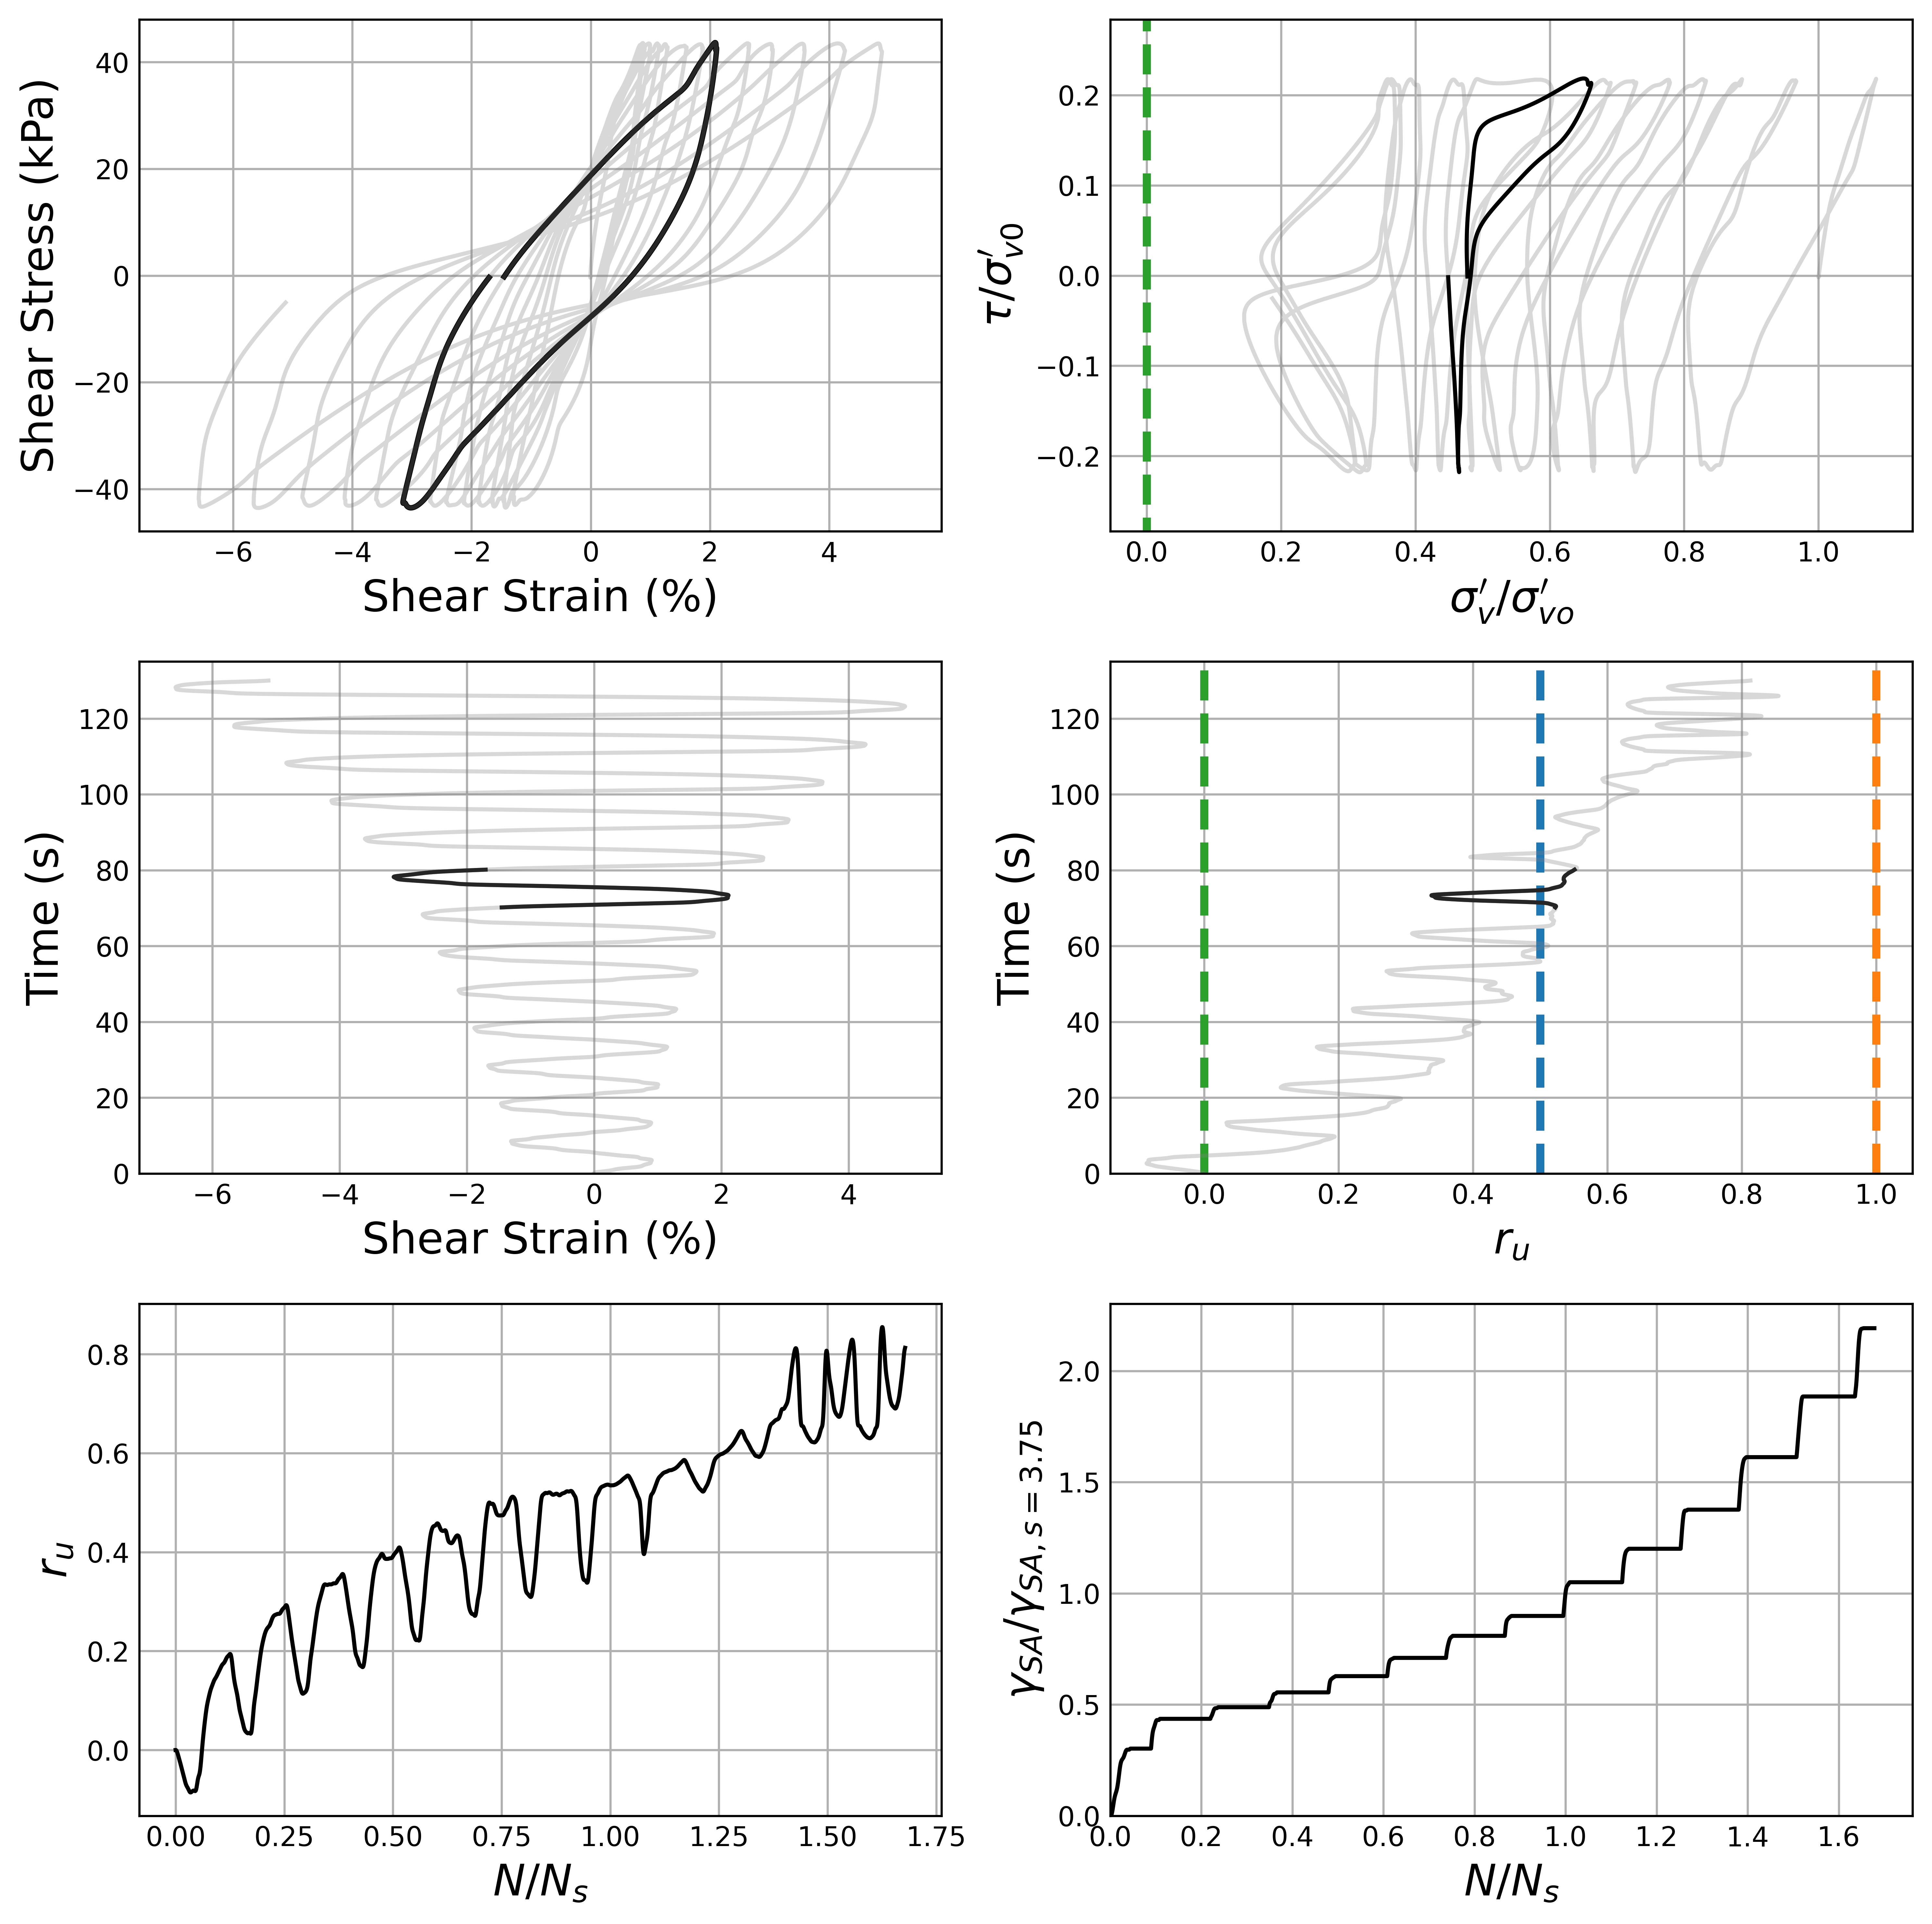 40
20
0
−20
−40
Shear Stress (kPa)
−6 −4 −2 0 2 4
Shear Strain (%)
0.2
0.1
0.0
−0.1
−0.2
τ/σ′v0
0.0 0.2 0.4 0.6 0.8 1.0
σ′v/σ′vo
120
100
80
60
40
20
0
Time (s)
−6 −4 −2 0 2 4
Shear Strain (%)
120
100
80
60
40
20
0
Time (s)
0.0 0.2 0.4 0.6 0.8 1.0
ru
0.8
0.6
0.4
0.2
0.0
ru
0.00 0.25 0.50 0.75 1.00 1.25 1.50 1.75
N/Ns
2.0
1.5
1.0
0.5
0.0
γSA/γSA, s = 3.75
0.0 0.2 0.4 0.6 0.8 1.0 1.2 1.4 1.6
N/Ns